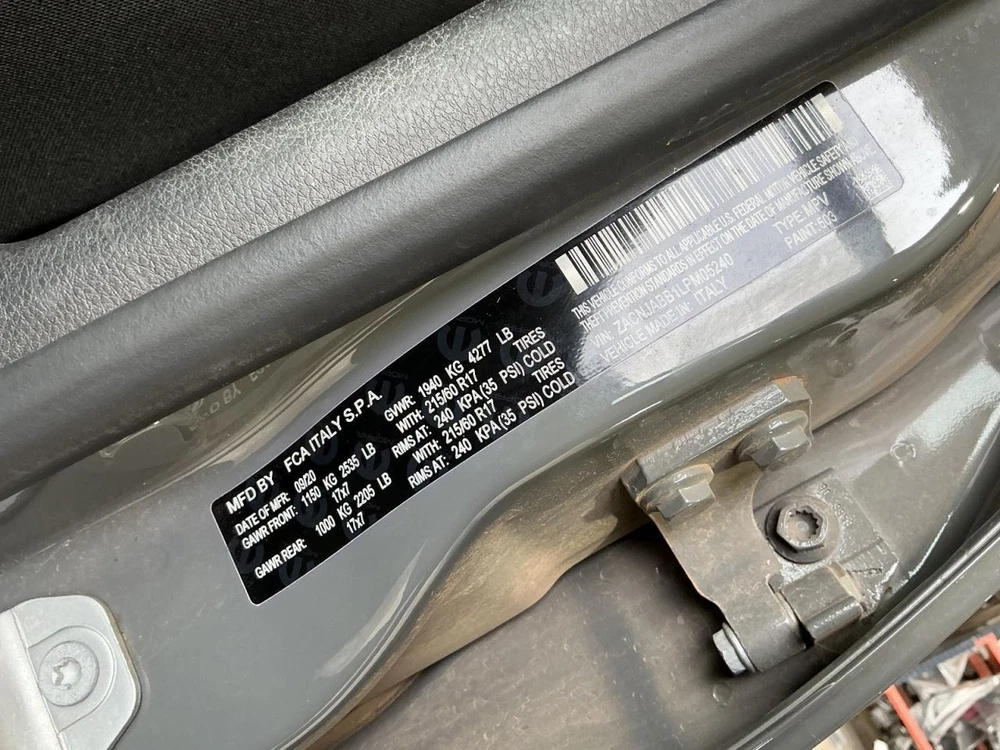 MFD BY FCA ITALY S.P.A.
DATE OF MFR: 09/20 GVWR: 1940 KG 4277 LB
GAWR FRONT: 1150 KG 2535 LB WITH: 215/60 R17 TIRES
17x7 RIMS AT: 240 KPA(35 PSI) COLD
GAWR REAR: 1000 KG 2205 LB WITH: 215/60 R17 TIRES
17x7 RIMS AT: 240 KPA(35 PSI) COLD
THIS VEHICLE CONFORMS TO ALL APPLICABLE U.S. FEDERAL MOTOR VEHICLE SAFETY AND
THEFT PREVENTION STANDARDS IN EFFECT ON THE DATE OF MANUFACTURE SHOWN ABOVE
VIN: ZACNJABB1LPM05240 TYPE: MPV
VEHICLE MADE IN: ITALY PAINT: 503